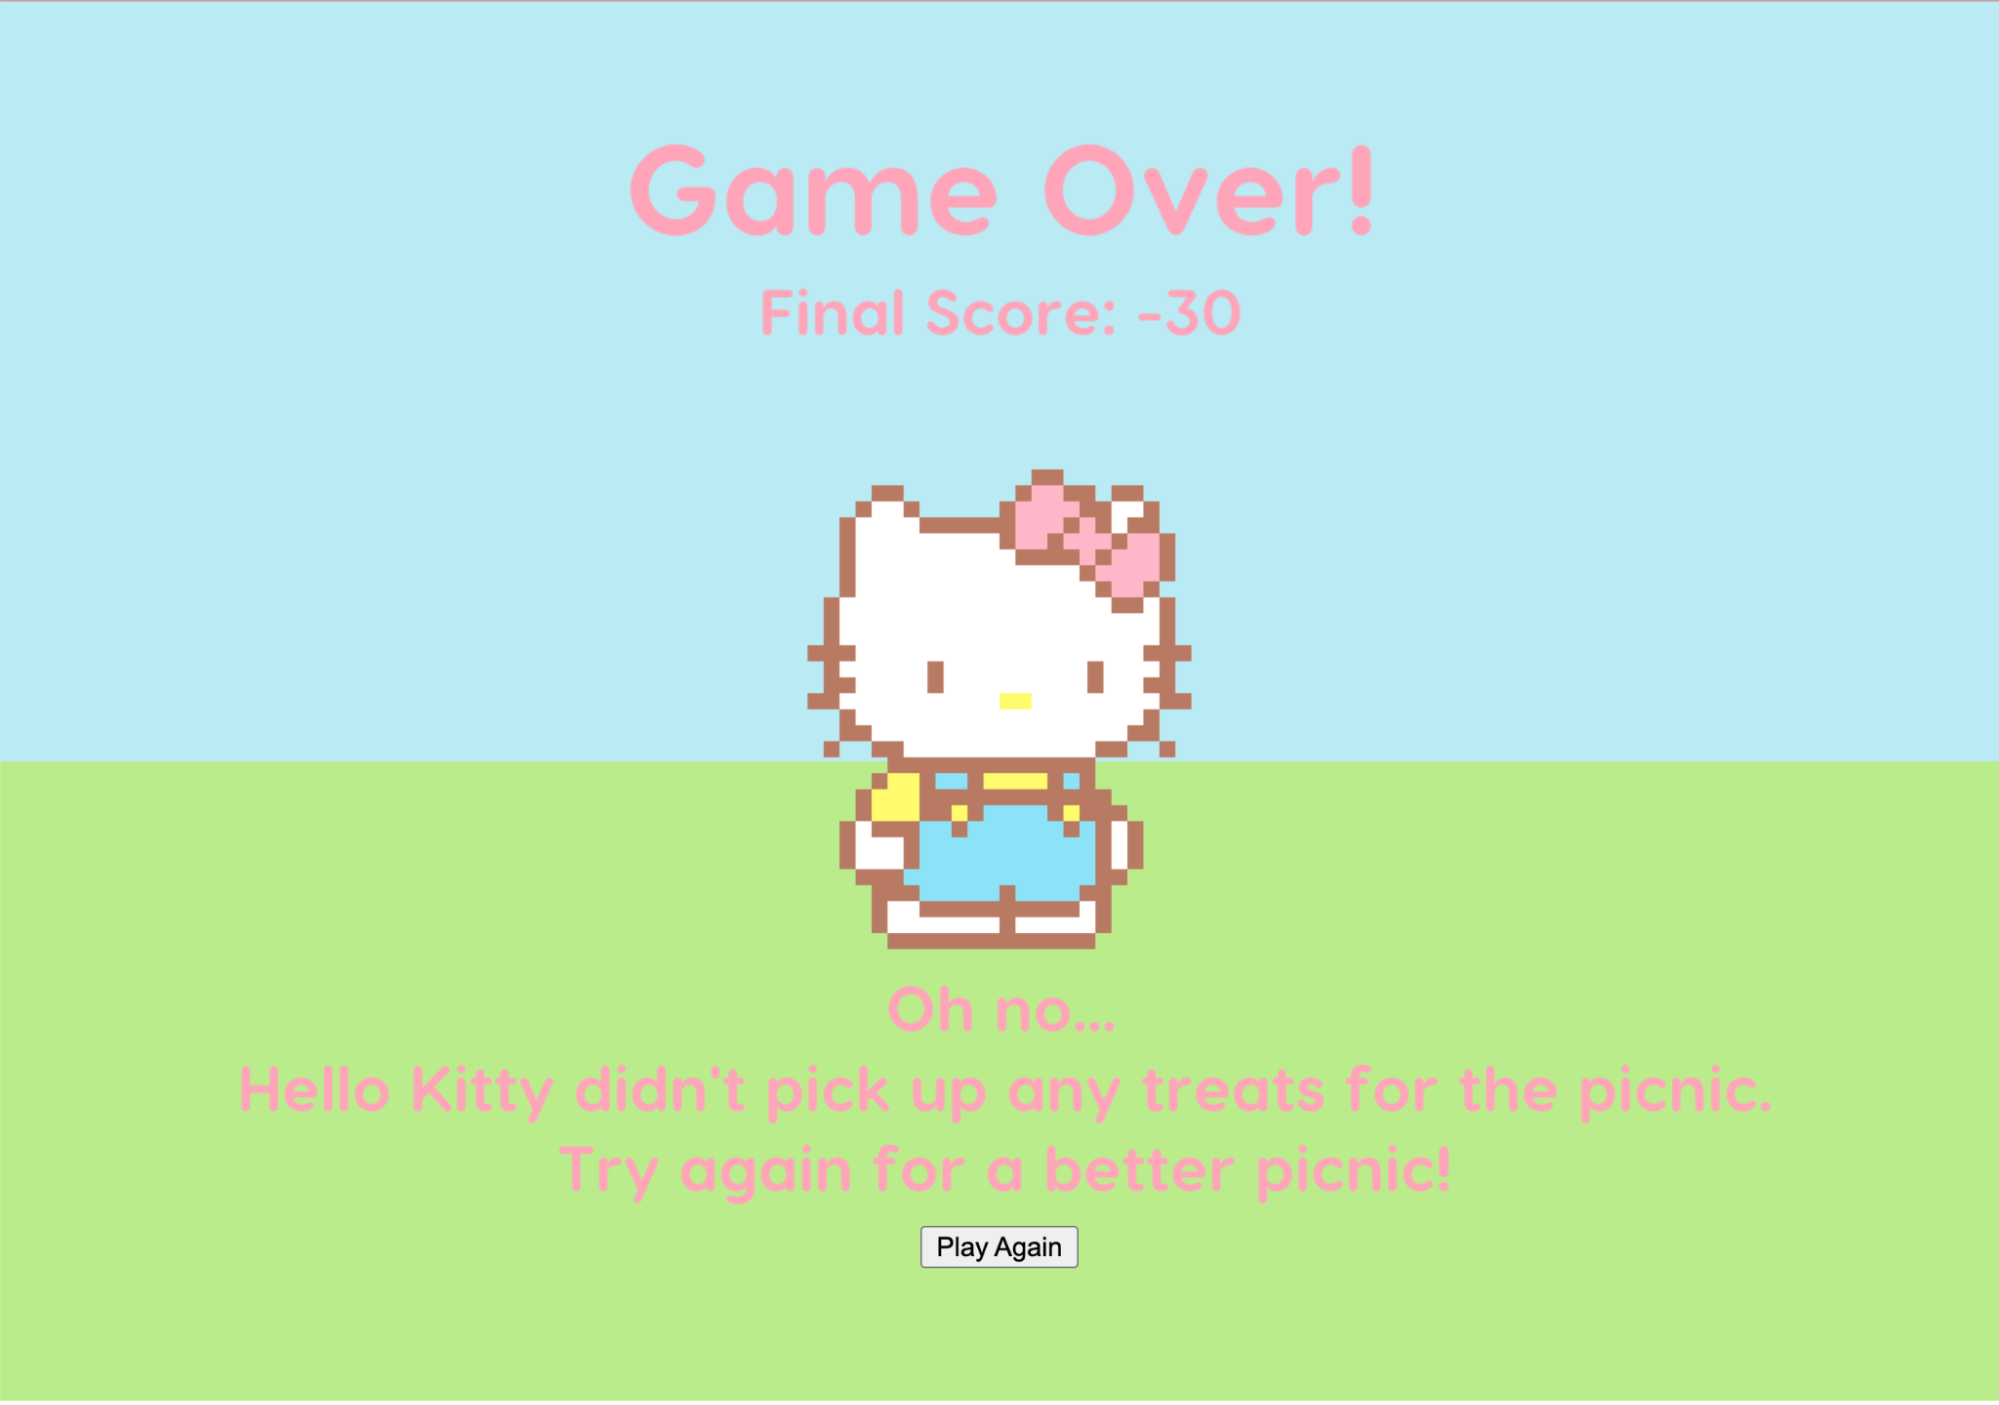 Game Over!
Final Score: -30
Oh no...
Hello Kitty didn't pick up any treats for the picnic.
Try again for a better picnic!
Play Again